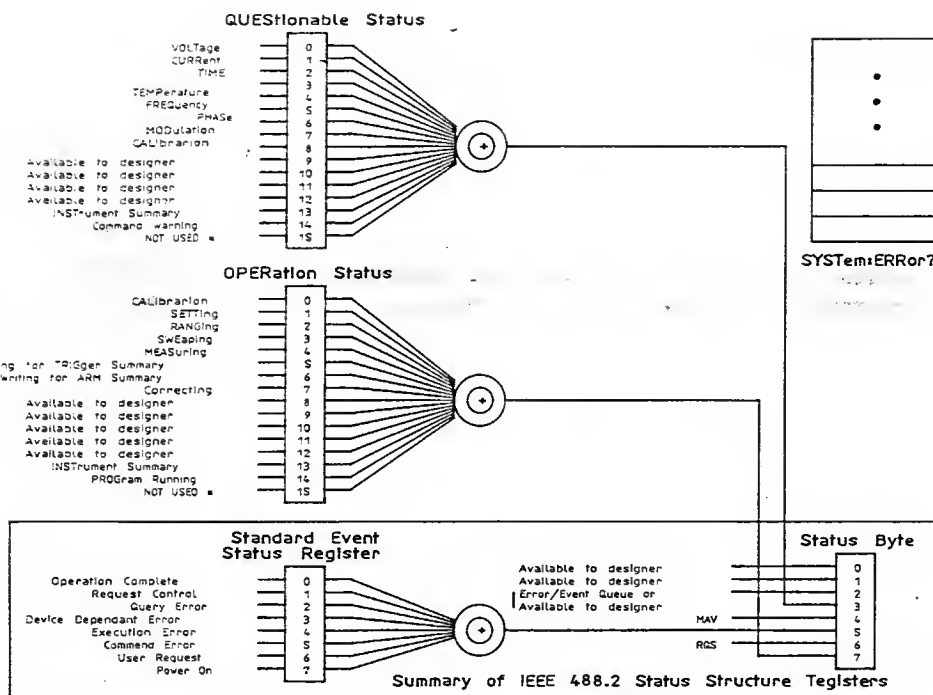 QUEStionable Status
VOLTage
CURRent
TIME
TEMPerature
FREQuency
PHASe
MODulation
CALibrarion
Available to designer
Available to designer
Available to designer
Available to designer
INSTrument Summary
Command warning
NOT USED
0
1
2
3
4
5
6
7
8
9
10
11
12
13
14
15
SYSTem:ERRor?
OPERation Status
CALibrarion
SETTing
RANGing
SWEaping
MEASuring
ng for TRIGger Summary
Writing for ARM Summary
Correcting
Available to designer
Available to designer
Available to designer
Available to designer
Available to designer
INSTrument Summary
PROGram Running
NOT USED
0
1
2
3
4
5
6
7
8
9
10
11
12
13
14
15
Standard Event
Status Register
Operation Complete
Request Control
Query Error
Device Dependant Error
Execution Error
Commend Error
User Request
Power On
0
1
2
3
4
5
6
7
Status Byte
Available to designer
Available to designer
Error/Event Queue or
Available to designer
MAV
RQS
0
1
2
3
4
5
6
7
Summary of IEEE 488.2 Status Structure Tegisters